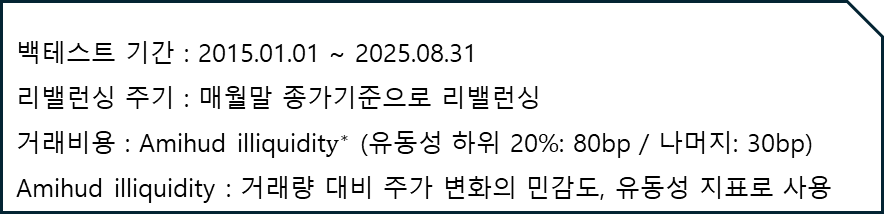 백테스트 기간 : 2015.01.01 ~ 2025.08.31
리밸런싱 주기 : 매월말 종가기준으로 리밸런싱
거래비용 : Amihud illiquidity* (유동성 하위 20%: 80bp / 나머지: 30bp)
Amihud illiquidity : 거래량 대비 주가 변화의 민감도, 유동성 지표로 사용